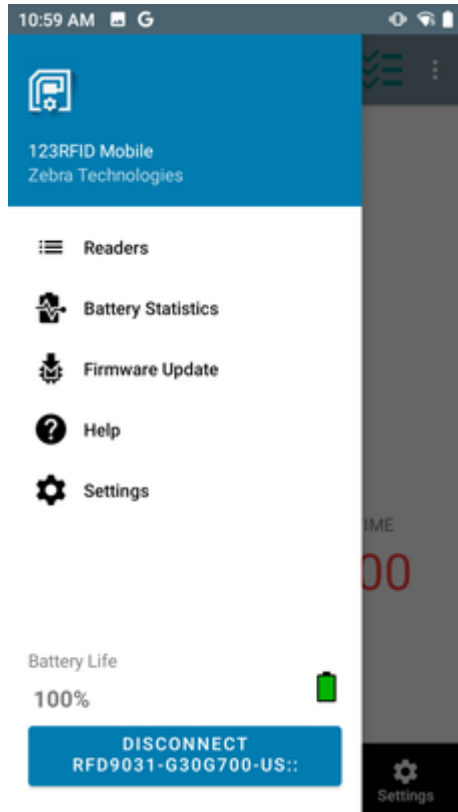 10:59 AM G
123RFID Mobile
Zebra Technologies
Readers
Battery Statistics
Firmware Update
Help
Settings
IME
00
Battery Life
100%
DISCONNECT
RFD9031-G30G700-US::
Settings